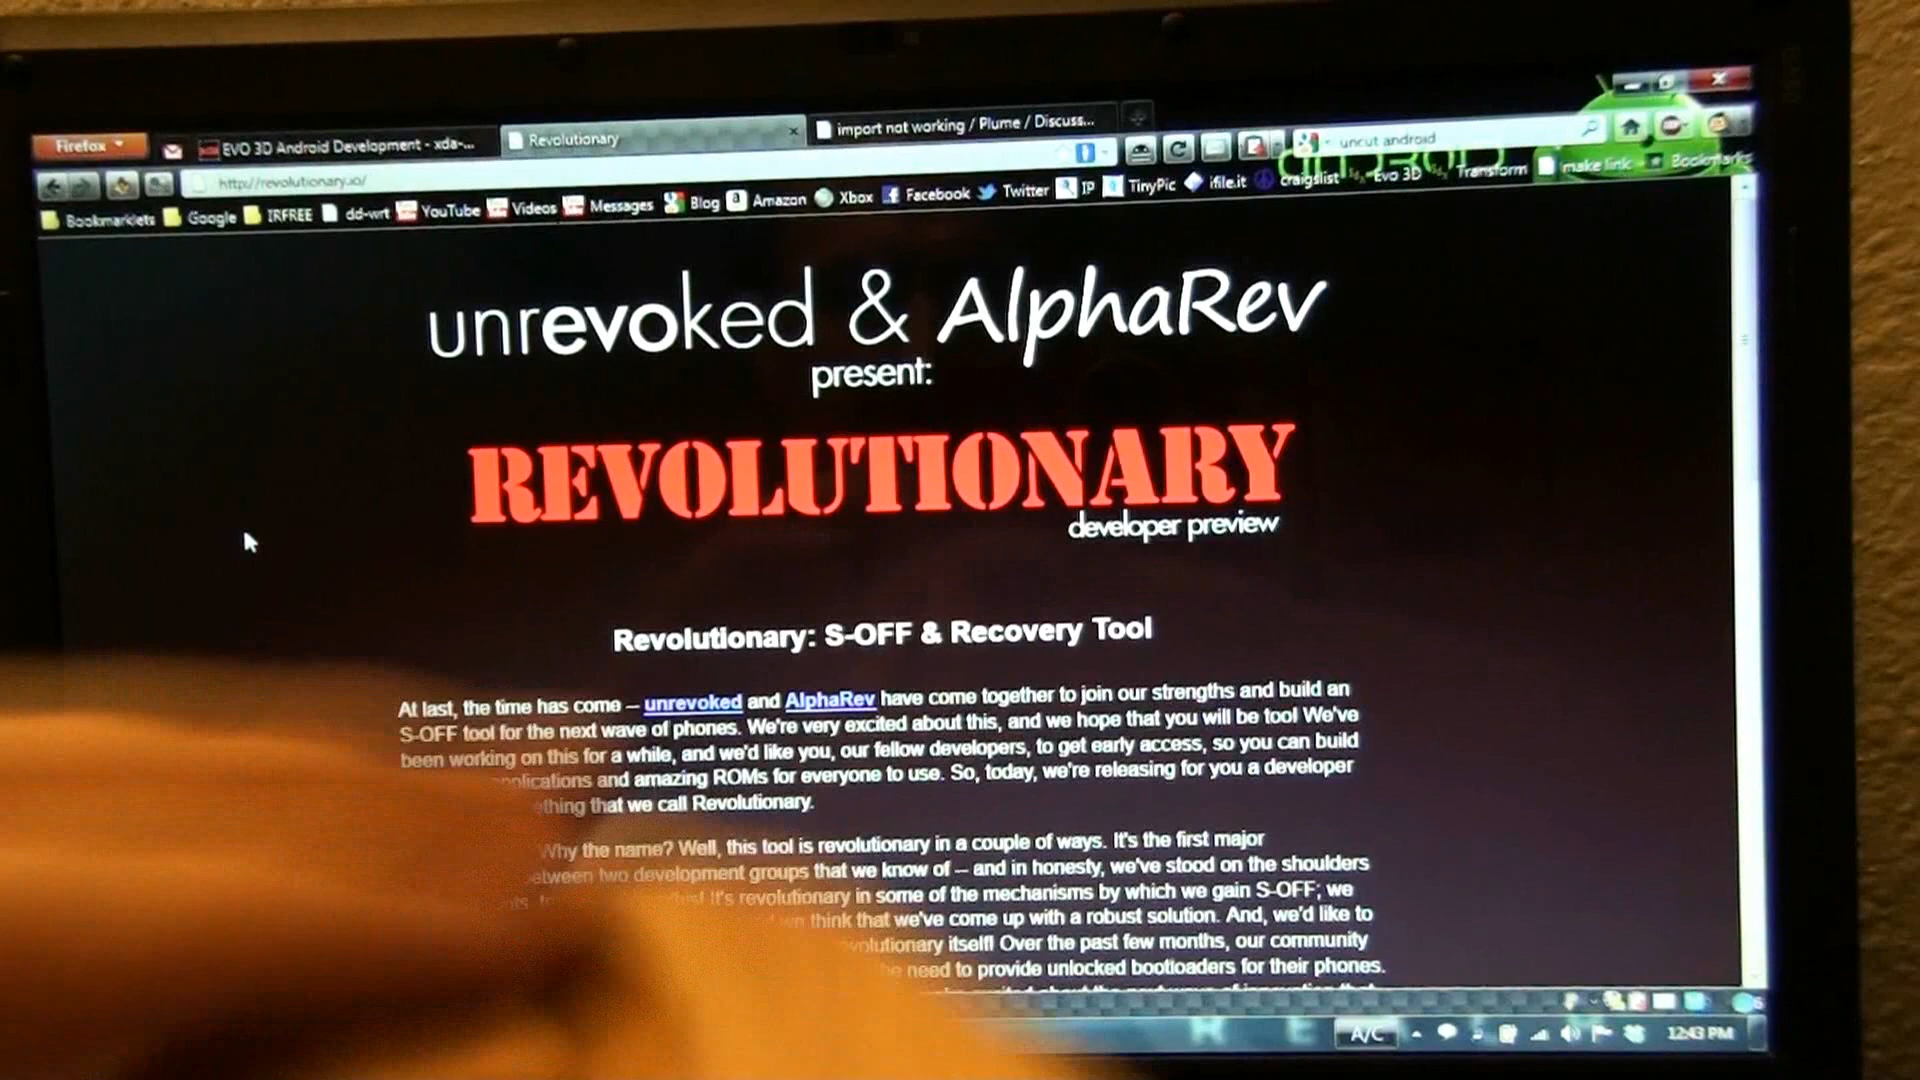 Firefox
EVO 3D Android Development - xda-...
Revolutionary
import not working / Plume / Discuss...
http://revolutionary.io/
uncut android
Bookmarklets Google IRFREE dd-wrt YouTube Videos Messages Blog Amazon Xbox Facebook Twitter IP TinyPic ifile.it craigslist Evo 3D Transform make link Bookmarks
unrevoked & AlphaRev
present:
REVOLUTIONARY
developer preview
Revolutionary: S-OFF & Recovery Tool
At last, the time has come – unrevoked and AlphaRev have come together to join our strengths and build an
S-OFF tool for the next wave of phones. We're very excited about this, and we hope that you will be too! We've
been working on this for a while, and we'd like you, our fellow developers, to get early access, so you can build
and amazing ROMs for everyone to use. So, today, we're releasing for you a developer
that we call Revolutionary.
Why the name? Well, this tool is revolutionary in a couple of ways. It's the first major
two development groups that we know of – and in honesty, we've stood on the shoulders
It's revolutionary in some of the mechanisms by which we gain S-OFF; we
think that we've come up with a robust solution. And, we'd like to
itself! Over the past few months, our community
need to provide unlocked bootloaders for their phones.
A/C
12:43 PM